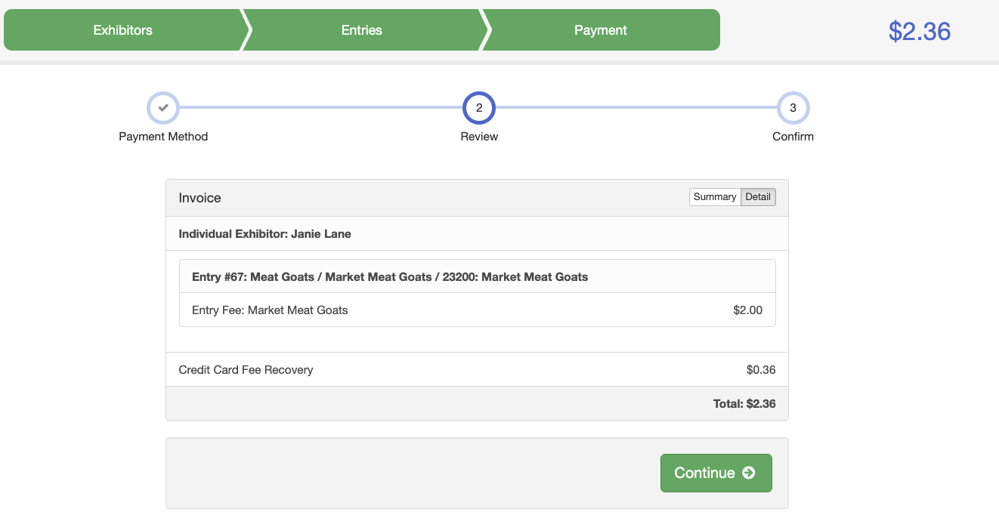 Exhibitors Entries Payment $2.36
2 3
Payment Method Review Confirm
Invoice Summary Detail
Individual Exhibitor: Janie Lane
Entry #67: Meat Goats / Market Meat Goats / 23200: Market Meat Goats
Entry Fee: Market Meat Goats $2.00
Credit Card Fee Recovery $0.36
Total: $2.36
Continue